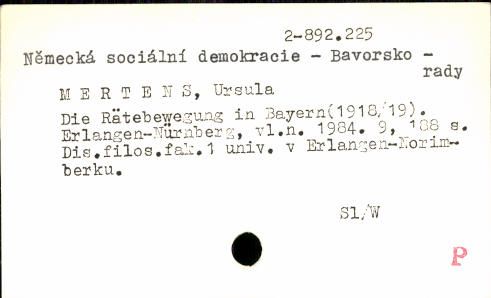 2-892.225
Německá sociální demokracie - Bavorsko -
rady
M E R T E N S, Ursula
Die Rätebewegung in Bayern(1918/19).
Erlangen-Nürnberg, vl.n. 1984. 9, 188 s.
Dis.filos.fak.1 univ. v Erlangen-Norim-
berku.
Sl/W
P